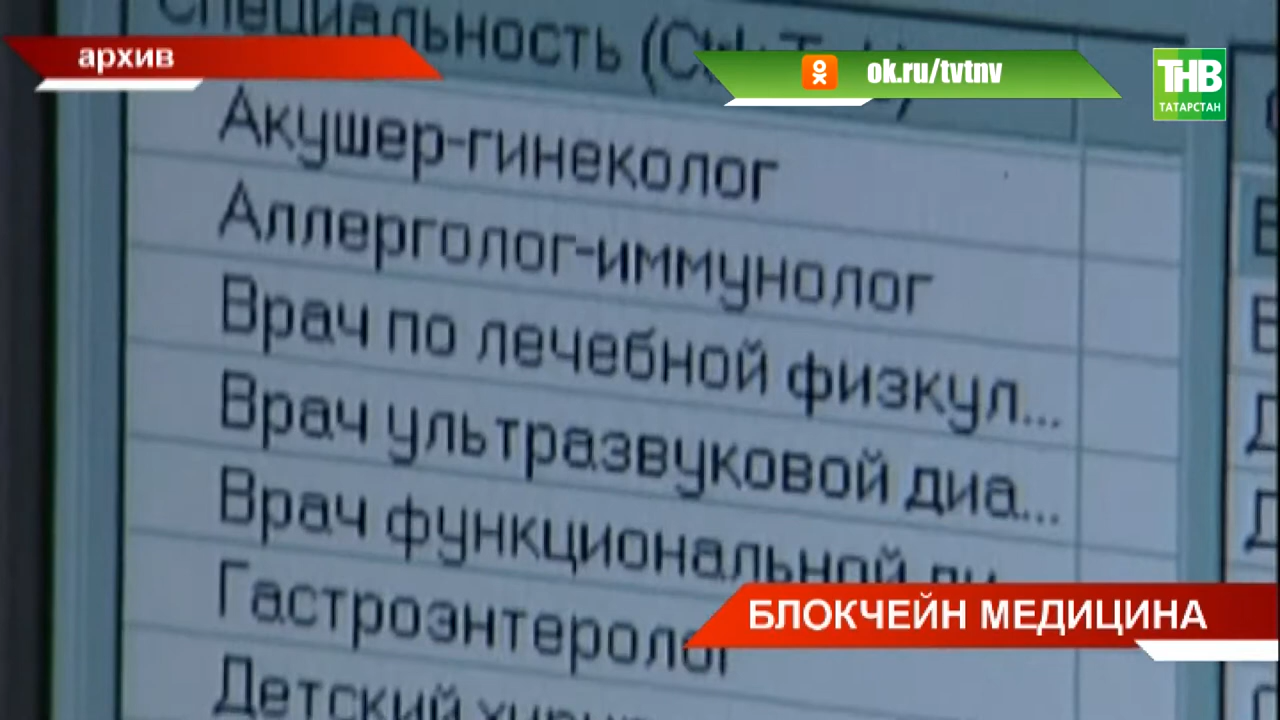 Специальность
архив
ok.ru/tvtnv
ТНВ
ТАТАРСТАН
Акушер-гинеколог
Аллерголог-иммунолог
Врач по лечебной физкул...
Врач ультразвуковой диа...
Врач функциональной
Гастроэнтеролог
БЛОКЧЕЙН МЕДИЦИНА
Детский